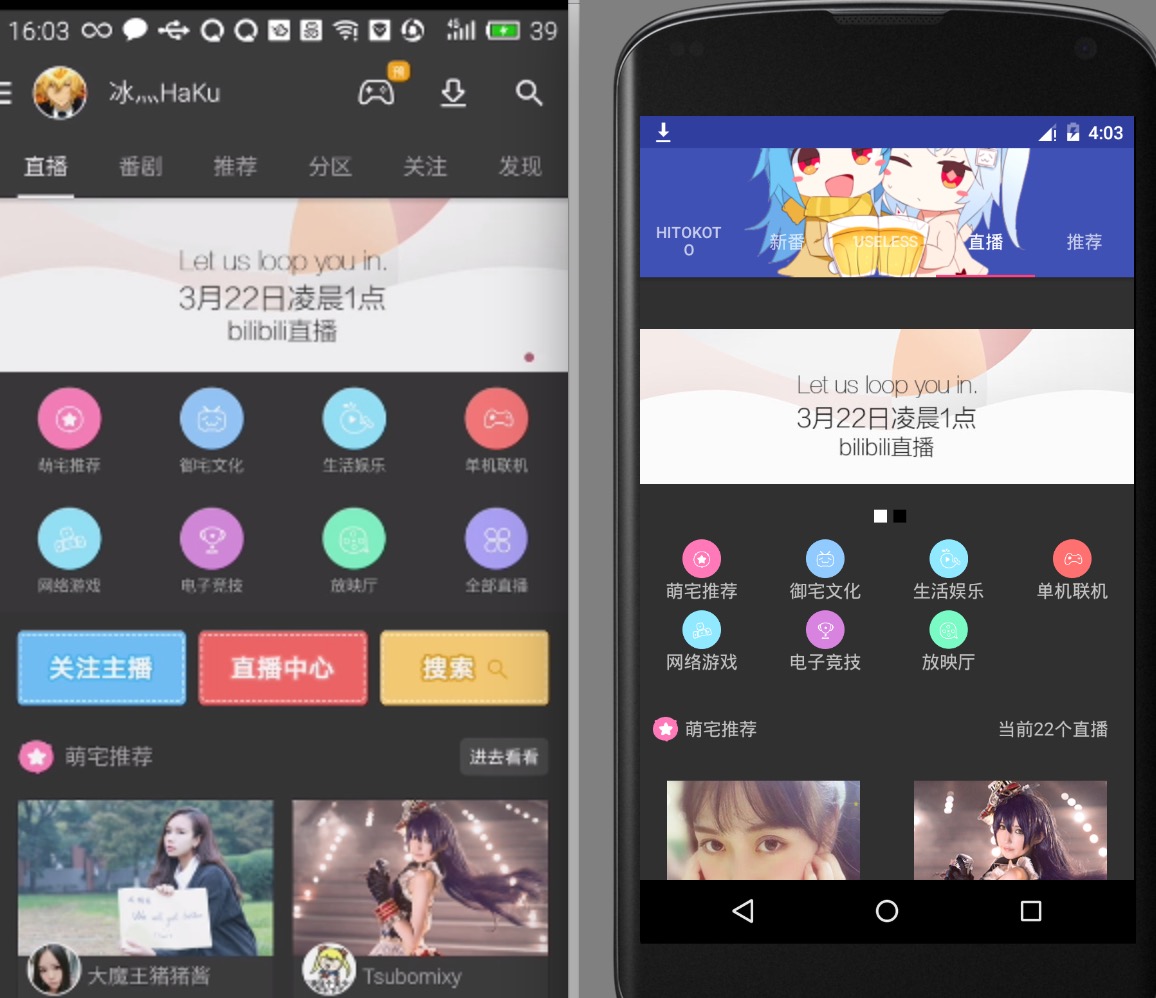 16:03
4G
39
预
冰灬HaKu
直播 番剧 推荐 分区 关注 发现
Let us loop you in.
3月22日凌晨1点
bilibili直播
萌宅推荐 御宅文化 生活娱乐 单机联机
网络游戏 电子竞技 放映厅 全部直播
关注主播 直播中心 搜索
萌宅推荐 进去看看
We will get better
大魔王猪猪酱 Tsubomixy
4:03
HITOKOT
O
新番 USELESS 直播 推荐
Let us loop you in.
3月22日凌晨1点
bilibili直播
萌宅推荐 御宅文化 生活娱乐 单机联机
网络游戏 电子竞技 放映厅
萌宅推荐 当前22个直播